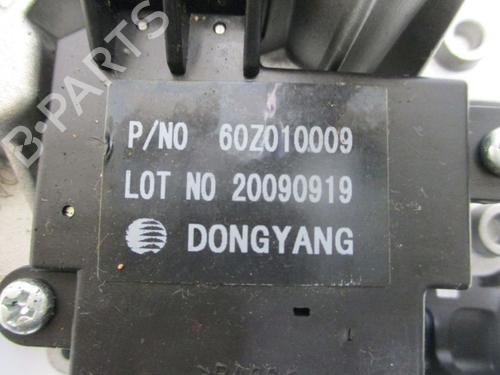 B-PARTS
P/NO 60Z010009
LOT NO 20090919
DONGYANG